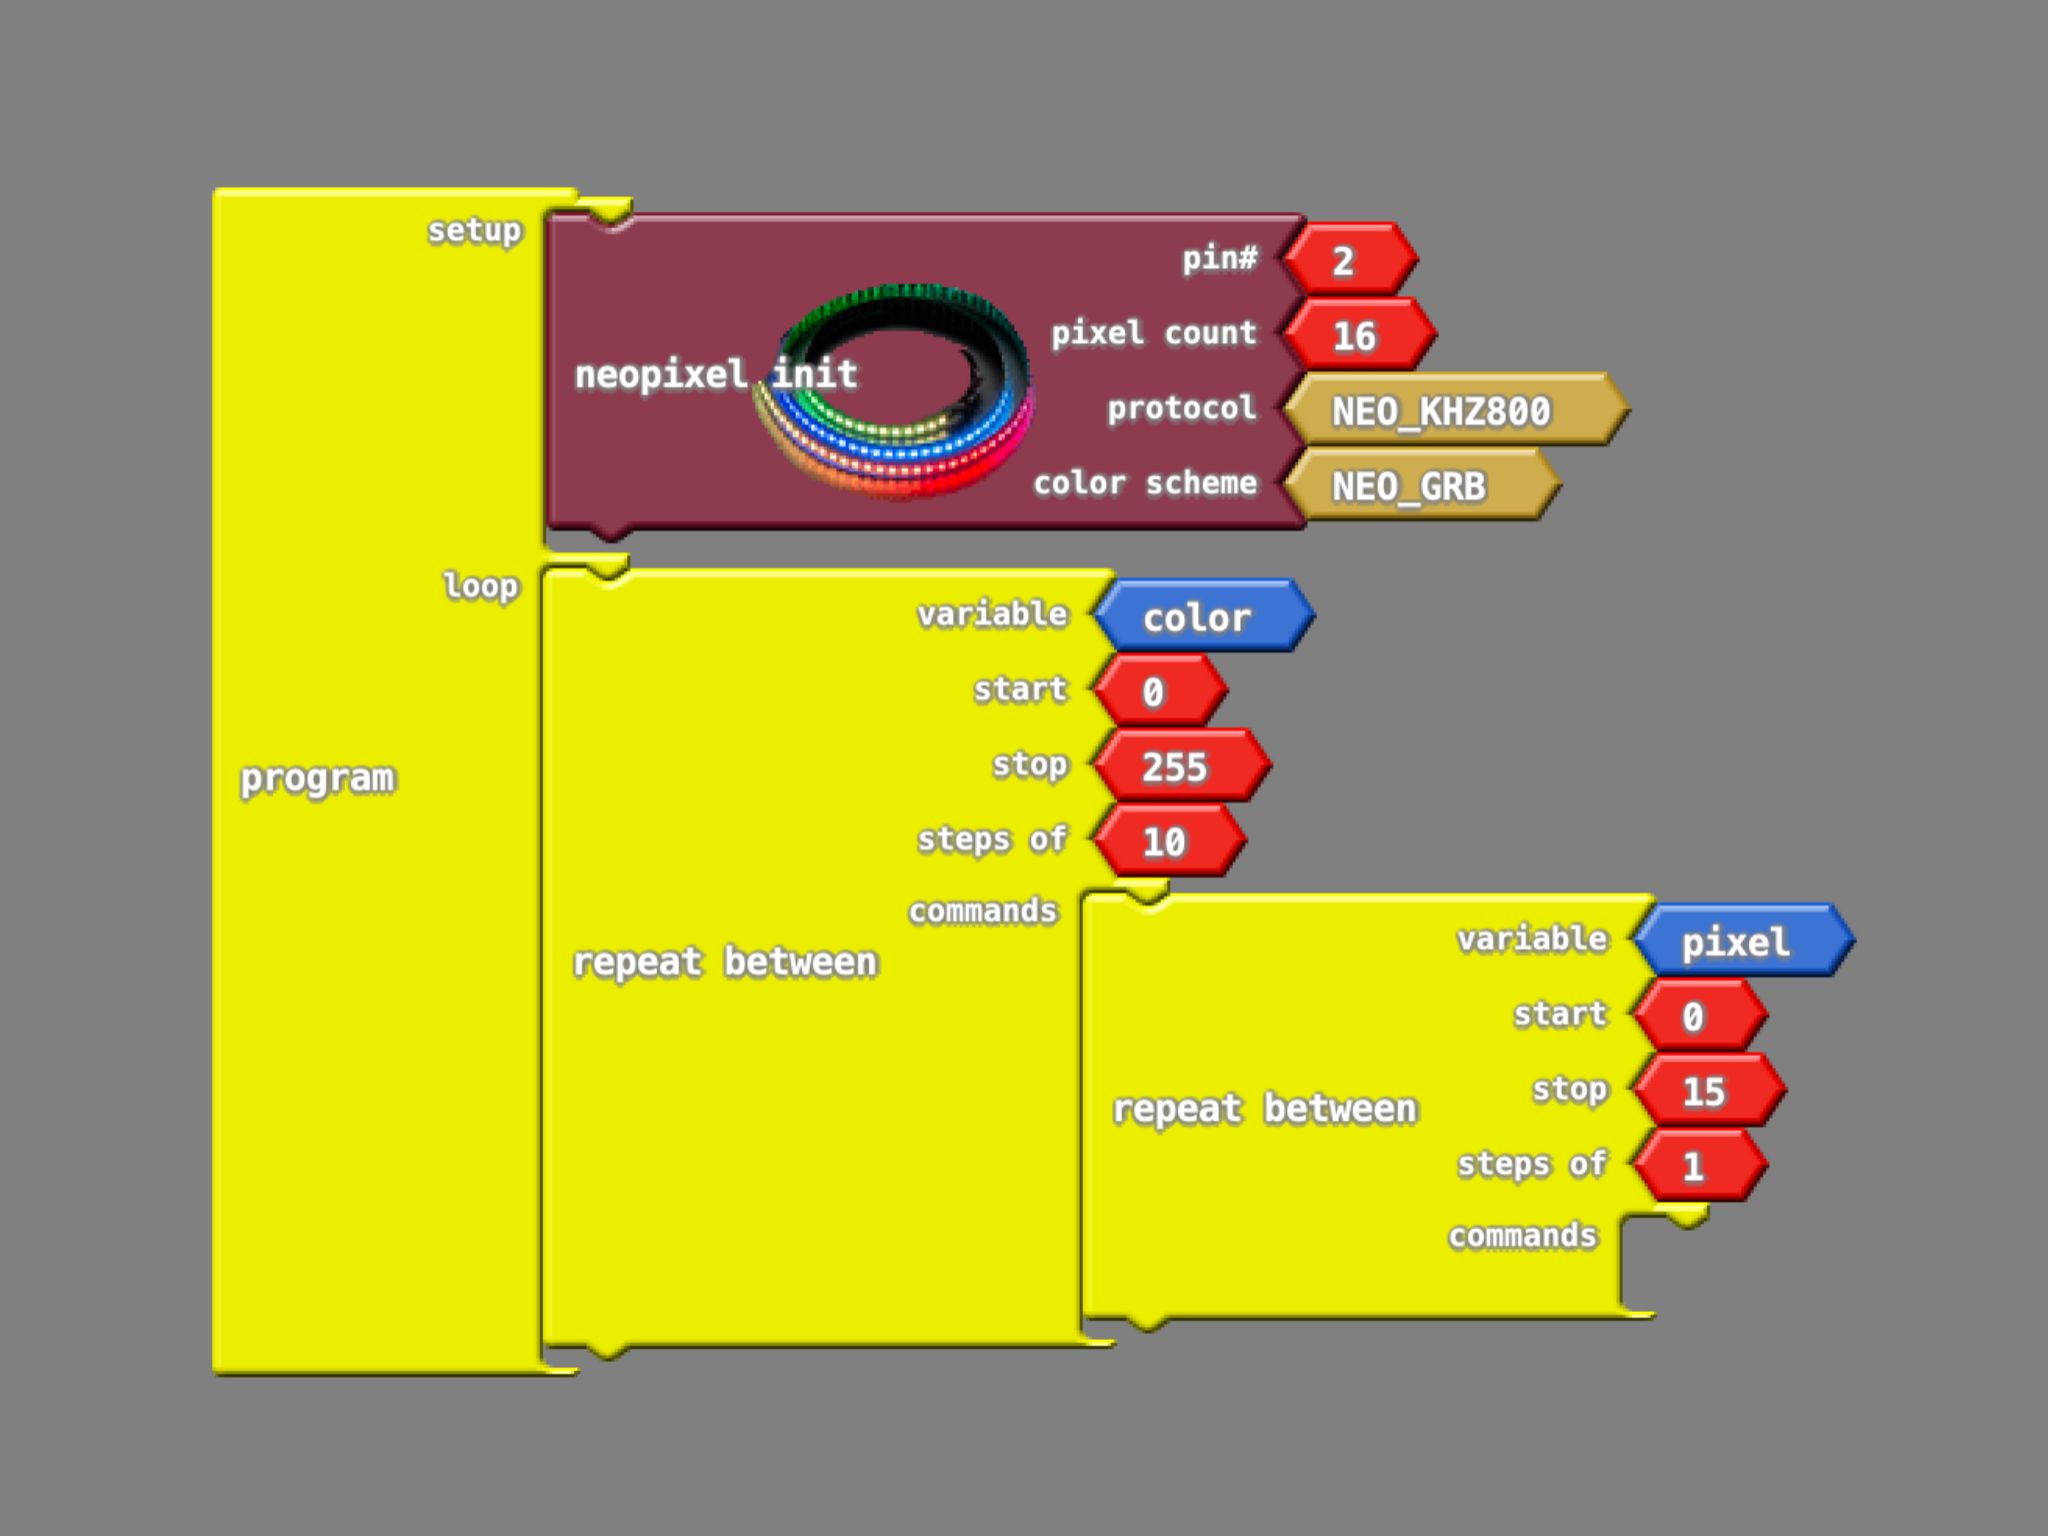 setup
pin# 2
pixel count 16
neopixel init
protocol NEO_KHZ800
color scheme NEO_GRB
loop
variable color
start 0
stop 255
program
steps of 10
commands
repeat between
variable pixel
start 0
stop 15
repeat between
steps of 1
commands